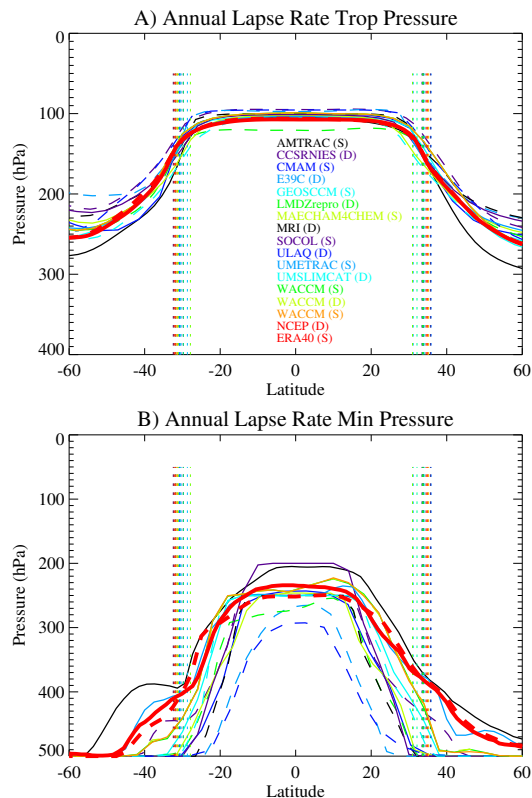 A) Annual Lapse Rate Trop Pressure
0
100
200
300
400
Pressure (hPa)
AMTRAC (S)
CCSRNIES (D)
CMAM (S)
E39C (D)
GEOSCCM (S)
LMDZrepro (D)
MAECHAM4CHEM (S)
MRI (D)
SOCOL (S)
ULAQ (D)
UMETRAC (S)
UMSLIMCAT (D)
WACCM (S)
WACCM (D)
WACCM (S)
NCEP (D)
ERA40 (S)
-60 -40 -20 0 20 40 60
Latitude
B) Annual Lapse Rate Min Pressure
0
100
200
300
400
500
Pressure (hPa)
-60 -40 -20 0 20 40 60
Latitude